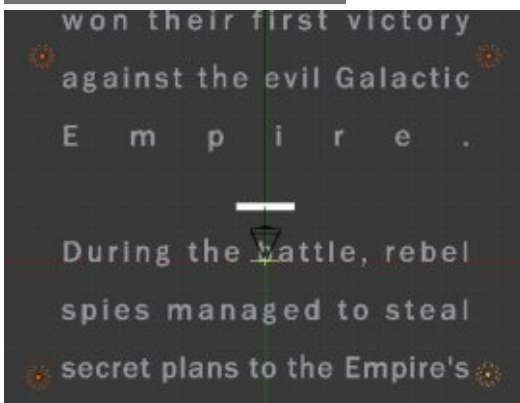 won their first victory
against the evil Galactic
Empire.
During the battle, rebel
spies managed to steal
secret plans to the Empire's